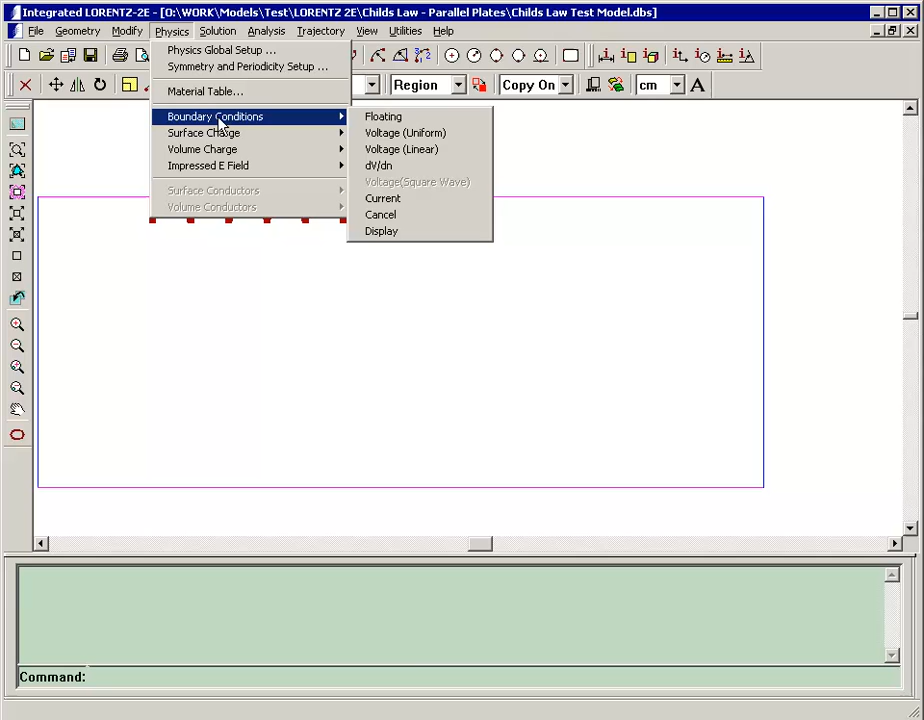 Integrated LORENTZ-2E - [O:\WORK\Models\Test\LORENTZ 2E\Childs Law - Parallel Plates\Childs Law Test Model.dbs]
File Geometry Modify Physics Solution Analysis Trajectory View Utilities Help
Physics Global Setup ...
Symmetry and Periodicity Setup ...
Region Copy On cm
Material Table...
Boundary Conditions
Surface Charge
Volume Charge
Impressed E Field
Surface Conductors
Volume Conductors
Floating
Voltage (Uniform)
Voltage (Linear)
dV/dn
Voltage(Square Wave)
Current
Cancel
Display
Command: